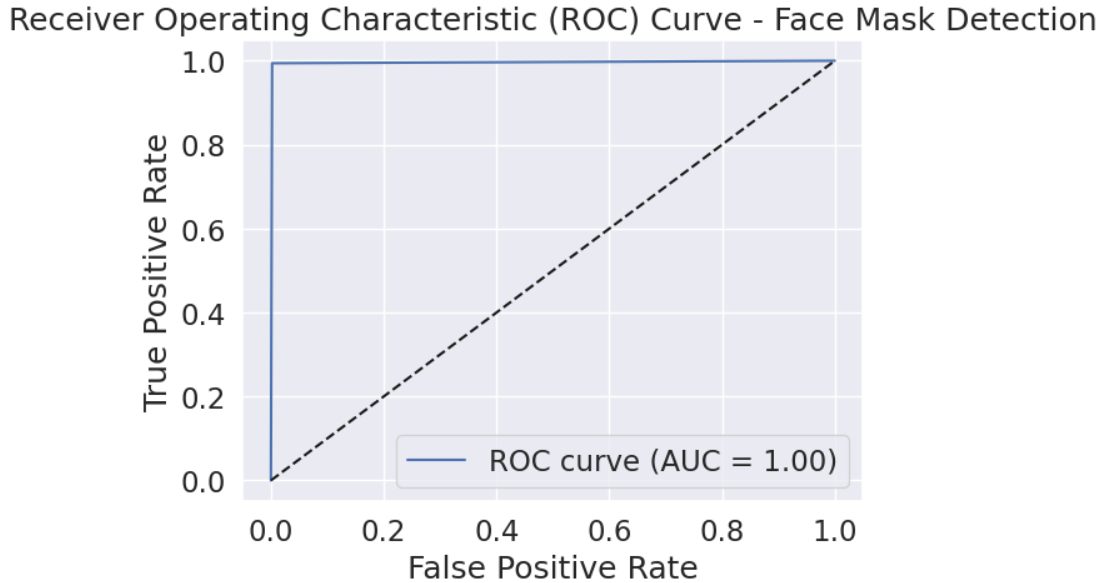 Receiver Operating Characteristic (ROC) Curve - Face Mask Detection
1.0
0.8
0.6
0.4
0.2
0.0
True Positive Rate
ROC curve (AUC = 1.00)
0.0 0.2 0.4 0.6 0.8 1.0
False Positive Rate